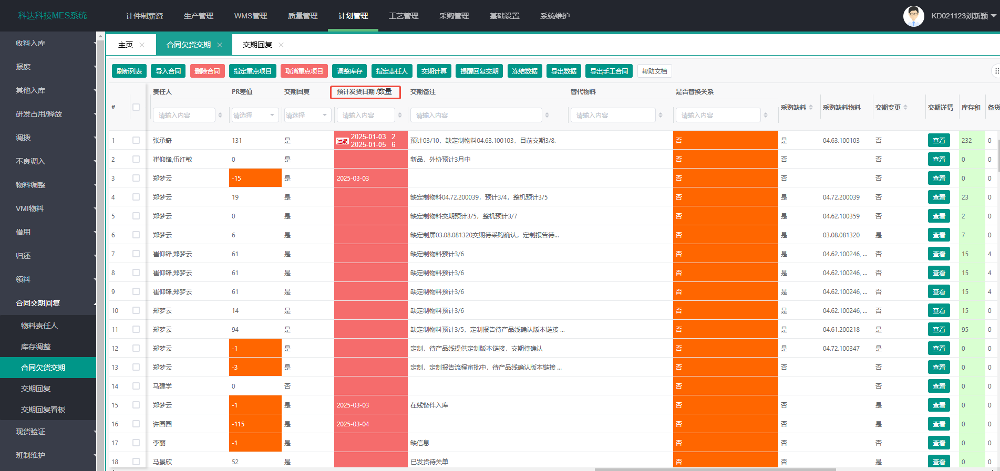 科达科技MES系统 计件制薪资 生产管理 WMS管理 质量管理 计划管理 工艺管理 采购管理 基础设置 系统维护 KD021123刘新颖
收料入库
报废
其他入库
研发占用/释放
调拨
不良调入
物料调整
VMI物料
借用
归还
领料
合同交期回复
物料责任人
库存调整
合同欠货交期
交期回复
交期回复看板
现货验证
班制维护
主页 合同欠货交期 交期回复
刷新列表 导入合同 删除合同 指定重点项目 取消重点项目 调整库存 指定责任人 交期计算 提醒回复交期 冻结数据 导出数据 导出手工合同 帮助文档
# 责任人 PR差值 交期回复 预计发货日期 /数量 交期备注 替代物料 是否替换关系 采购缺料 采购缺料物料 交期变更 交期详情 库存和 备货
请输入内容 请选择 请选择 请输入内容 请输入内容 请输入内容 请输入内容
1 张承奇 131 是 过期 2025-01-03 2 2025-01-05 6 预计03/10，缺定制物料04.63.100103，目前交期3/8. 否 是 04.63.100103 否 查看 232 0
2 崔仰锋,伍红敏 0 是 新品，外协预计3月中 否 否 否 查看 0 0
3 郑梦云 -15 是 2025-03-03 否 否 否 查看 0 0
4 郑梦云 19 是 缺定制物料04.72.200039，预计3/4，整机预计3/5 否 是 04.72.200039 否 查看 23 0
5 郑梦云 0 是 缺定制物料交期预计3/5，整机预计3/7 否 是 04.62.100359 否 查看 2 0
6 郑梦云 6 是 缺定制屏03.08.081320交期待采购确认，定制报告待... 否 是 03.08.081320 是 查看 7 0
7 崔仰锋,郑梦云 61 是 缺定制物料预计3/6 否 是 04.62.100246, ... 否 查看 15 4
8 崔仰锋,郑梦云 61 是 缺定制物料预计3/6 否 是 04.62.100246, ... 否 查看 15 4
9 崔仰锋,郑梦云 61 是 缺定制物料预计3/6 否 是 04.62.100246, ... 否 查看 15 4
10 郑梦云 14 是 缺定制物料预计3/6 否 是 04.62.100246, ... 否 查看 15 0
11 郑梦云 94 是 缺定制物料预计3/5，定制报告待产品线确认版本链接 ... 否 是 04.61.200218 是 查看 95 0
12 郑梦云 -1 是 定制，待产品线提供定制版本链接，交期待确认 否 是 04.72.100347 是 查看 0 0
13 郑梦云 -3 是 定制，定制报告流程审批中，待产品线确认版本链接 ... 否 否 是 查看 0 0
14 马建学 0 否 否 否 查看 0 0
15 郑梦云 -1 是 2025-03-03 在线备件入库 否 否 是 查看 0 0
16 许园园 -115 是 2025-03-04 否 否 是 查看 0 0
17 李丽 -1 是 缺信息 否 否 否 查看 0 0
18 马景欣 52 是 已发货待关单 否 否 是 查看 0 0